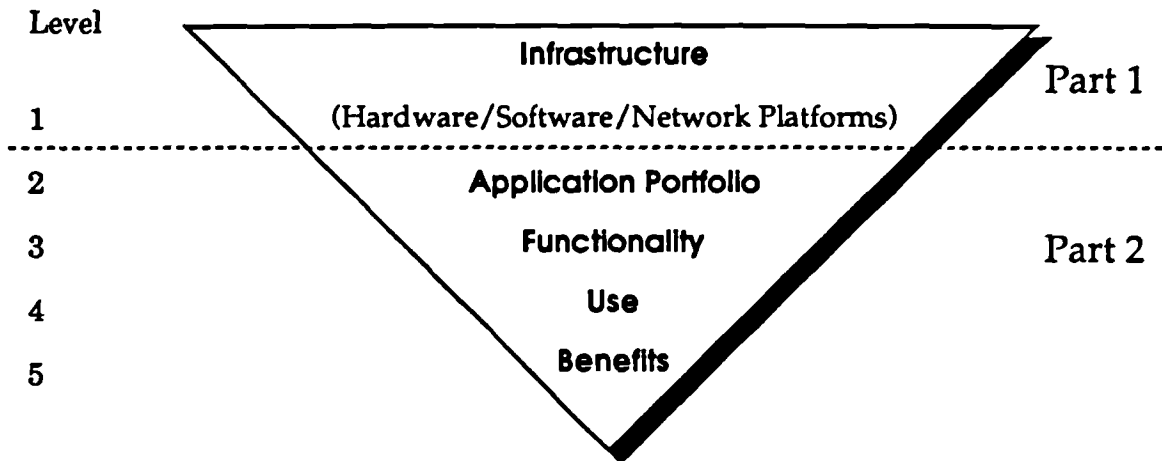 Level
Infrastructure
Part 1
1 (Hardware/Software/Network Platforms)
2 Application Portfolio
3 Functionality
Part 2
4 Use
5 Benefits